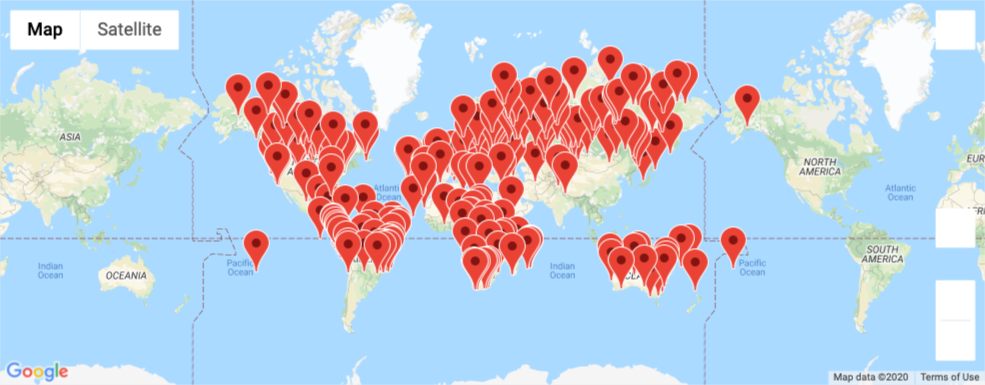 Map
Satellite
ASIA
NORTH
AMERICA
Atlantic
Ocean
Atlantic
Ocean
Pacific
Ocean
Indian
Ocean
OCEANIA
Indian
Ocean
Pacific
Ocean
SOUTH
AMERICA
Google
Map data ©2020
Terms of Use